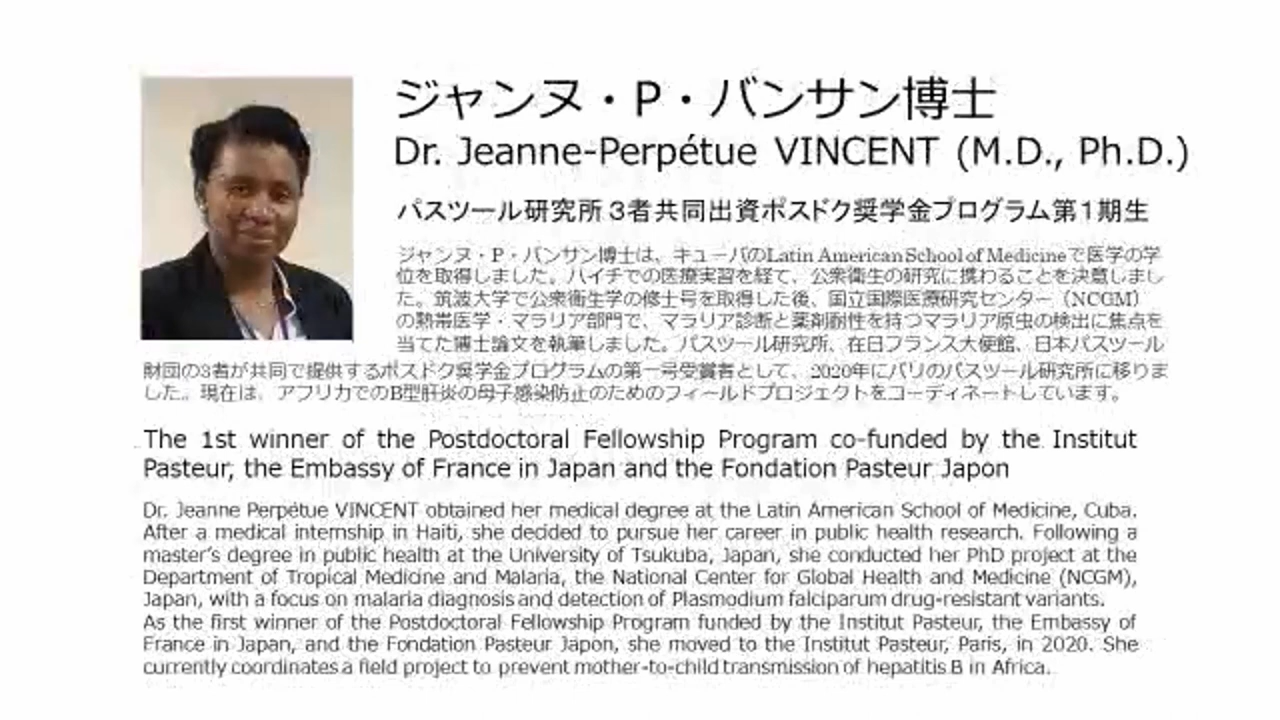 ジャンヌ・P・バンサン博士
Dr. Jeanne-Perpétue VINCENT (M.D., Ph.D.)
パスツール研究所３者共同出資ポスドク奨学金プログラム第１期生
ジャンヌ・P・バンサン博士は、キューバのLatin American School of Medicineで医学の学
位を取得しました。ハイチでの医療実習を経て、公衆衛生の研究に携わることを決意しまし
た。筑波大学で公衆衛生学の修士号を取得した後、国立国際医療研究センター（NCGM）
の熱帯医学・マラリア部門で、マラリア診断と薬剤耐性を持つマラリア原虫の検出に焦点を
当てた博士論文を執筆しました。パスツール研究所、在日フランス大使館、日本パスツール
財団の3者が共同で提供するポスドク奨学金プログラムの第一号受賞者として、2020年にパリのパスツール研究所に移りま
した。現在は、アフリカでのB型肝炎の母子感染防止のためのフィールドプロジェクトをコーディネートしています。
The 1st winner of the Postdoctoral Fellowship Program co-funded by the Institut
Pasteur, the Embassy of France in Japan and the Fondation Pasteur Japon
Dr. Jeanne Perpétue VINCENT obtained her medical degree at the Latin American School of Medicine, Cuba.
After a medical internship in Haiti, she decided to pursue her career in public health research. Following a
master's degree in public health at the University of Tsukuba, Japan, she conducted her PhD project at the
Department of Tropical Medicine and Malaria, the National Center for Global Health and Medicine (NCGM),
Japan, with a focus on malaria diagnosis and detection of Plasmodium falciparum drug-resistant variants.
As the first winner of the Postdoctoral Fellowship Program funded by the Institut Pasteur, the Embassy of
France in Japan, and the Fondation Pasteur Japon, she moved to the Institut Pasteur, Paris, in 2020. She
currently coordinates a field project to prevent mother-to-child transmission of hepatitis B in Africa.